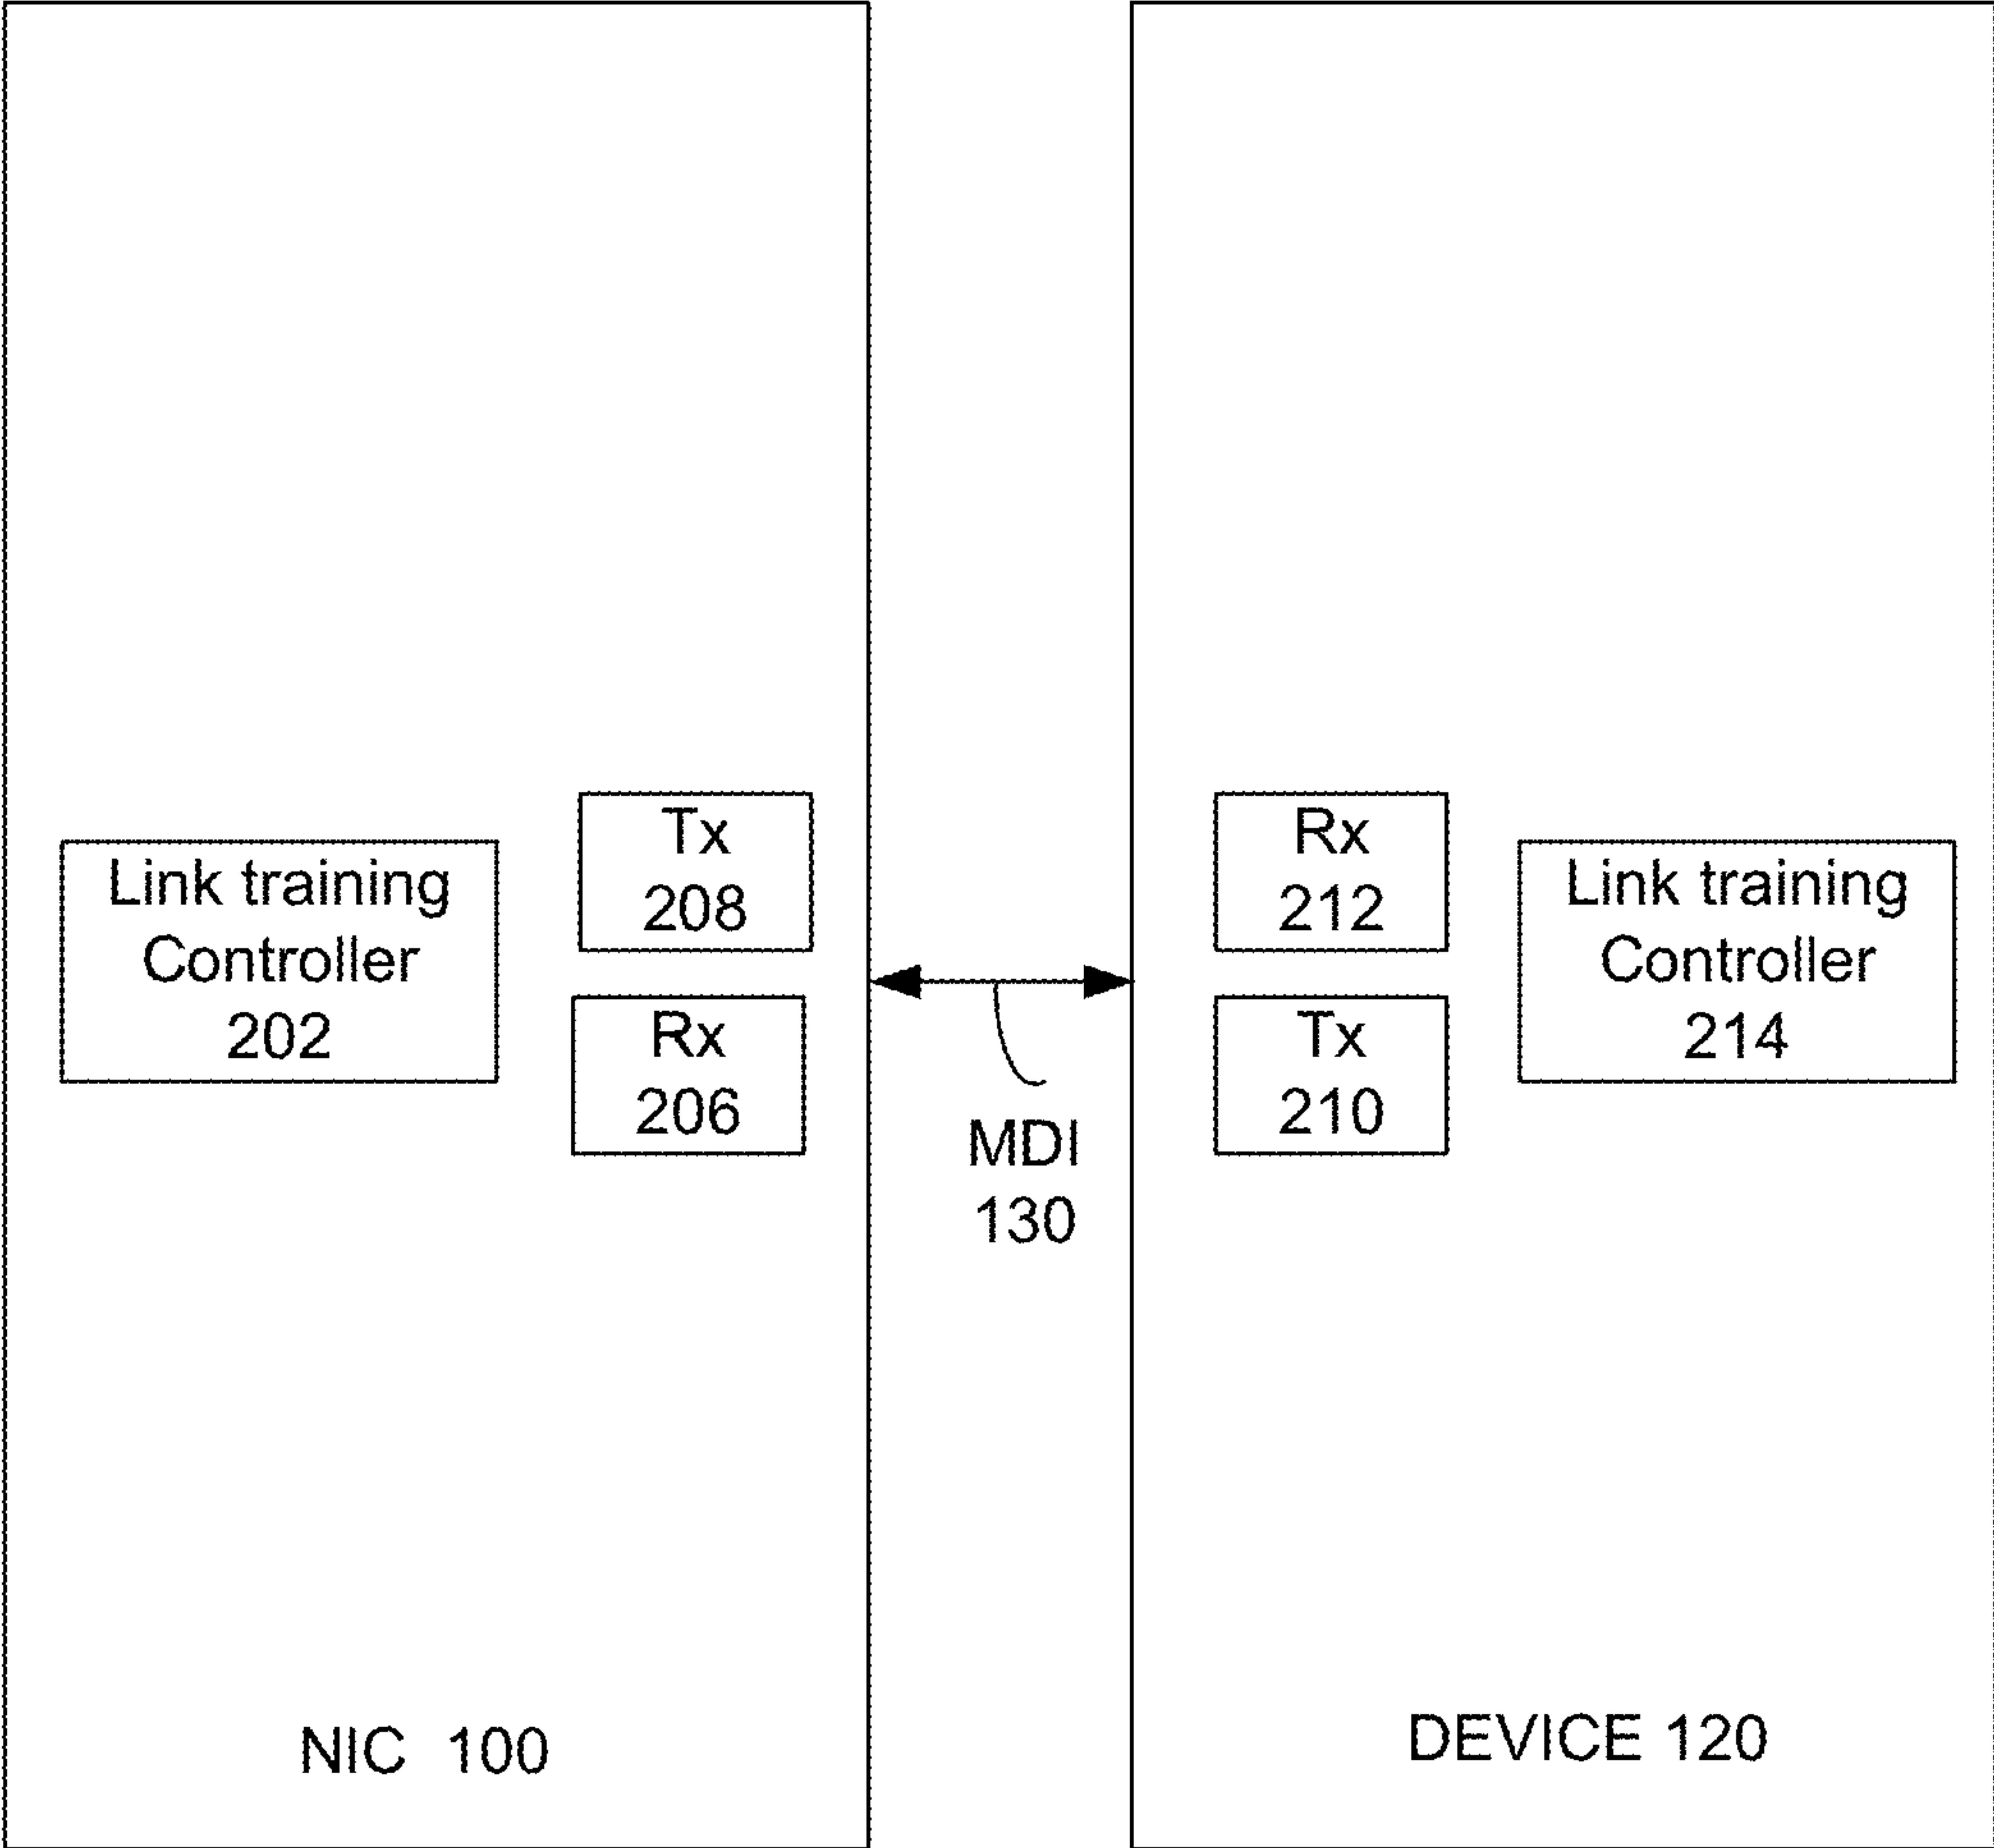 Link training
Controller
202
Tx
208
Rx
206
MDI
130
Rx
212
Tx
210
Link training
Controller
214
NIC 100
DEVICE 120